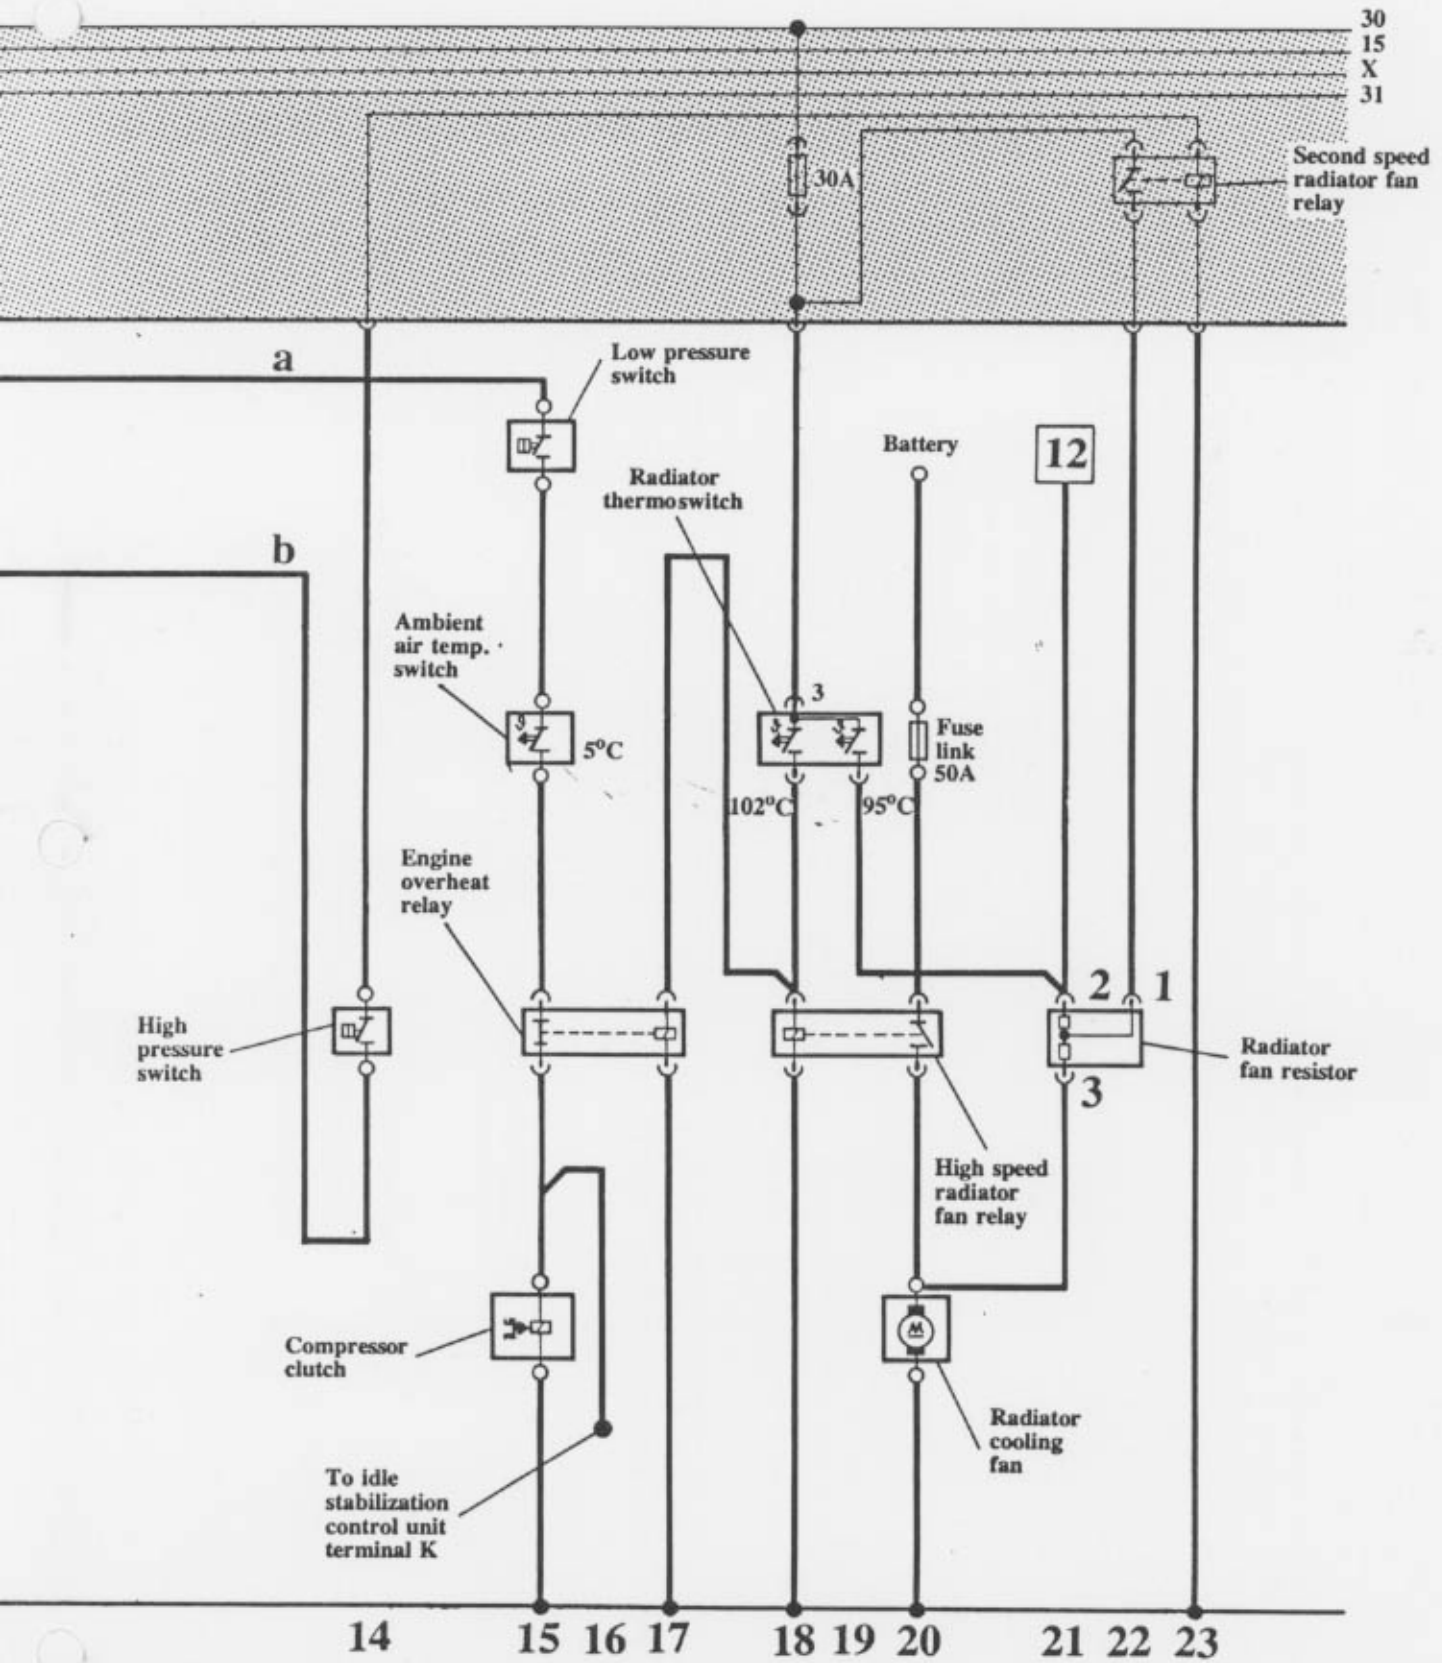 30
15
X
31
30A
Second speed
radiator fan
relay
a
Low pressure
switch
Battery
12
Radiator
thermoswitch
b
Ambient
air temp.
switch
3
5°C
Fuse
link
50A
102°C
95°C
Engine
overheat
relay
2
1
High
pressure
switch
3
Radiator
fan resistor
High speed
radiator
fan relay
Compressor
clutch
M
Radiator
cooling
fan
To idle
stabilization
control unit
terminal K
14
15
16
17
18
19
20
21
22
23